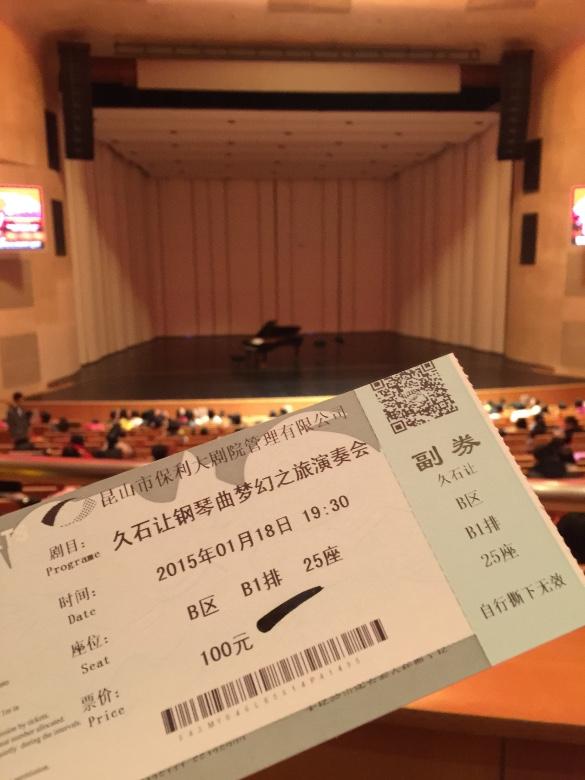 昆山市保利大剧院管理有限公司
剧目:
Programe
久石让钢琴曲梦幻之旅演奏会
时间:
Date
2015年01月18日 19:30
座位:
Seat
B区 B1排 25座
票价:
Price
100元
副券
久石让
B区
B1排
25座
自行撕下无效